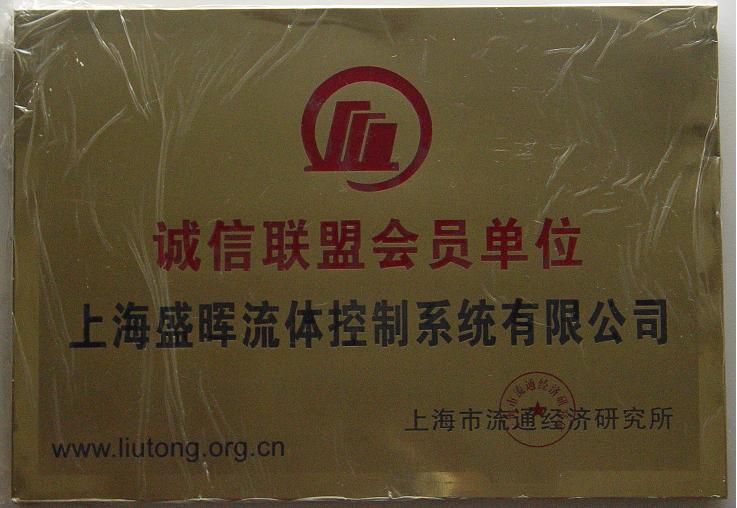 诚信联盟会员单位
上海盛晖流体控制系统有限公司
上海市流通经济研究所
www.liutong.org.cn